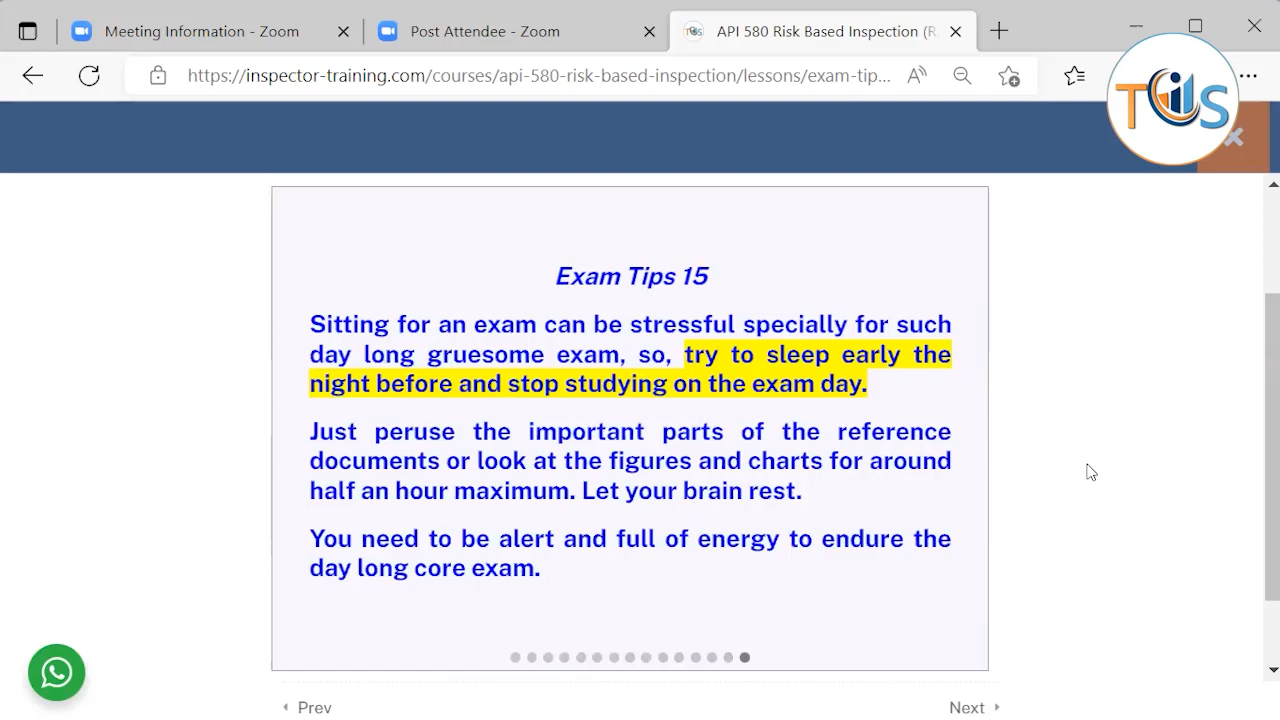 Meeting Information - Zoom
Post Attendee - Zoom
API 580 Risk Based Inspection (R
https://inspector-training.com/courses/api-580-risk-based-inspection/lessons/exam-tip...
TIS
Exam Tips 15
Sitting for an exam can be stressful specially for such
day long gruesome exam, so, try to sleep early the
night before and stop studying on the exam day.
Just peruse the important parts of the reference
documents or look at the figures and charts for around
half an hour maximum. Let your brain rest.
You need to be alert and full of energy to endure the
day long core exam.
Prev
Next